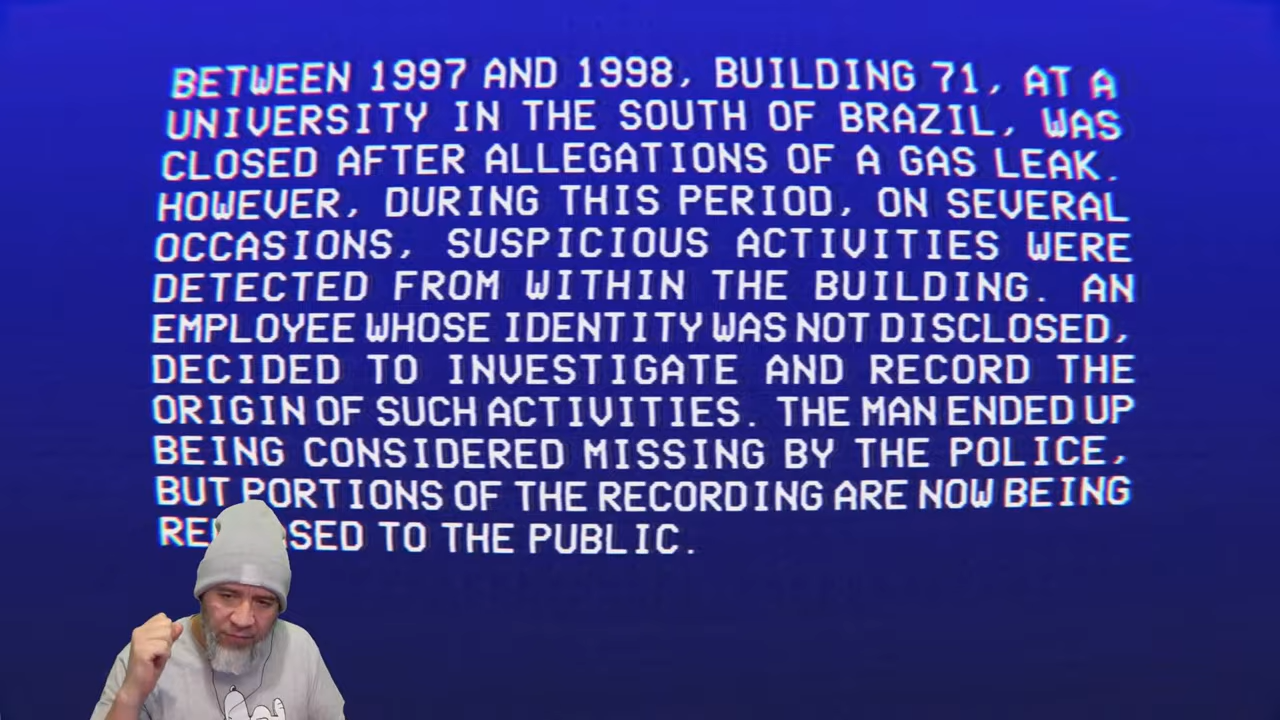 BETWEEN 1997 AND 1998, BUILDING 71, AT A
UNIVERSITY IN THE SOUTH OF BRAZIL, WAS
CLOSED AFTER ALLEGATIONS OF A GAS LEAK.
HOWEVER, DURING THIS PERIOD, ON SEVERAL
OCCASIONS, SUSPICIOUS ACTIVITIES WERE
DETECTED FROM WITHIN THE BUILDING. AN
EMPLOYEE WHOSE IDENTITY WAS NOT DISCLOSED,
DECIDED TO INVESTIGATE AND RECORD THE
ORIGIN OF SUCH ACTIVITIES. THE MAN ENDED UP
BEING CONSIDERED MISSING BY THE POLICE,
BUT PORTIONS OF THE RECORDING ARE NOW BEING
TO THE PUBLIC.